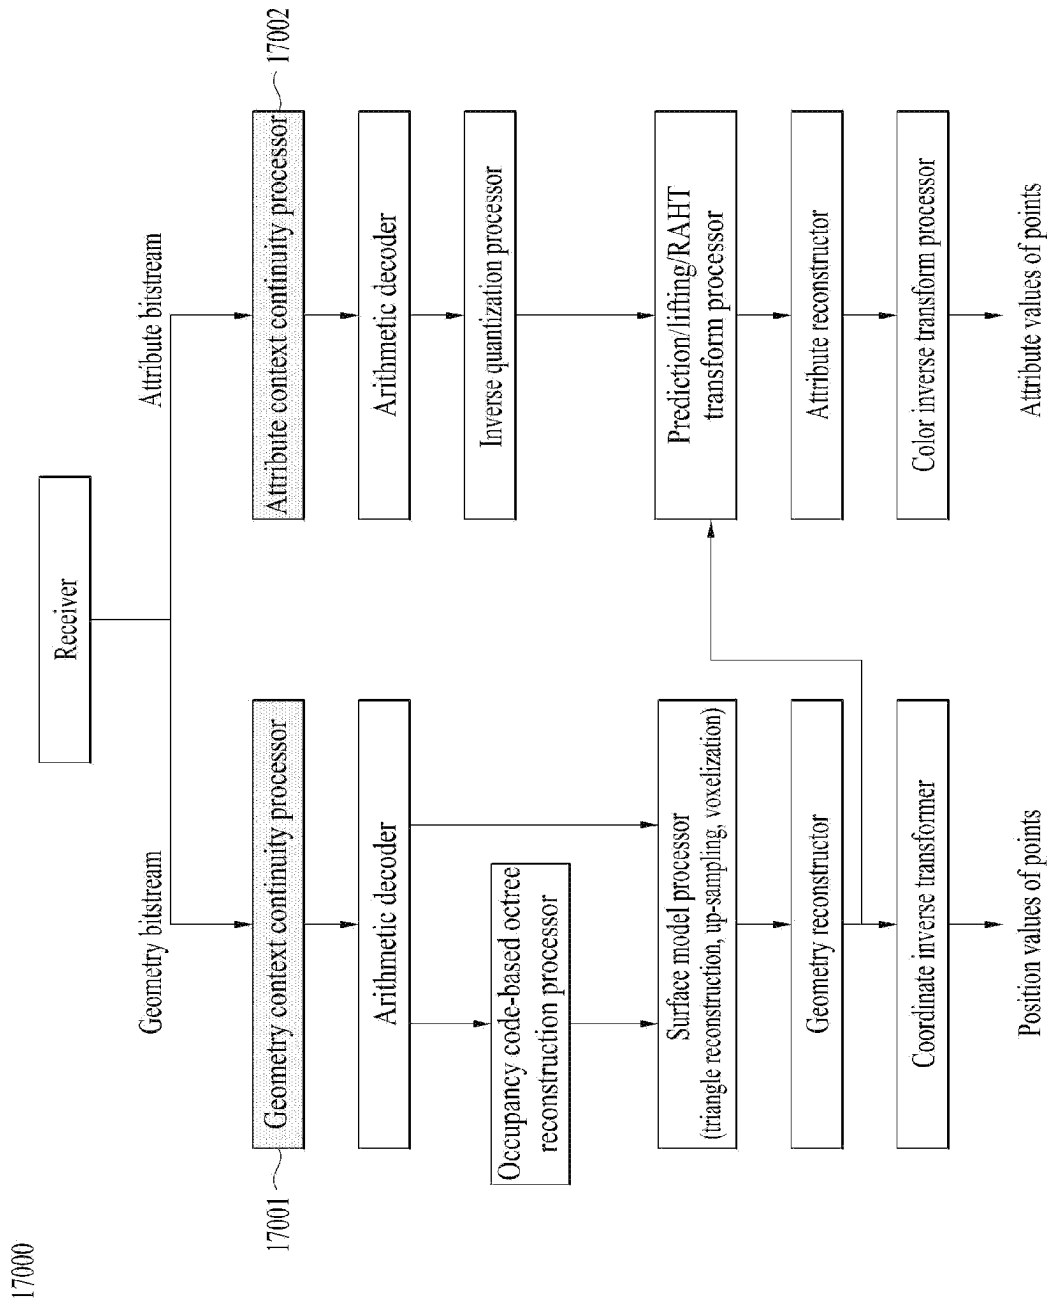 17000
Receiver
Geometry bitstream
Attribute bitstream
17001
Geometry context continuity processor
Attribute context continuity processor
17002
Arithmetic decoder
Arithmetic decoder
Occupancy code-based octree
reconstruction processor
Inverse quantization processor
Surface model processor
(triangle reconstruction, up-sampling, voxelization)
Prediction/lifting/RAHT
transform processor
Geometry reconstructor
Attribute reconstructor
Coordinate inverse transformer
Color inverse transform processor
Position values of points
Attribute values of points